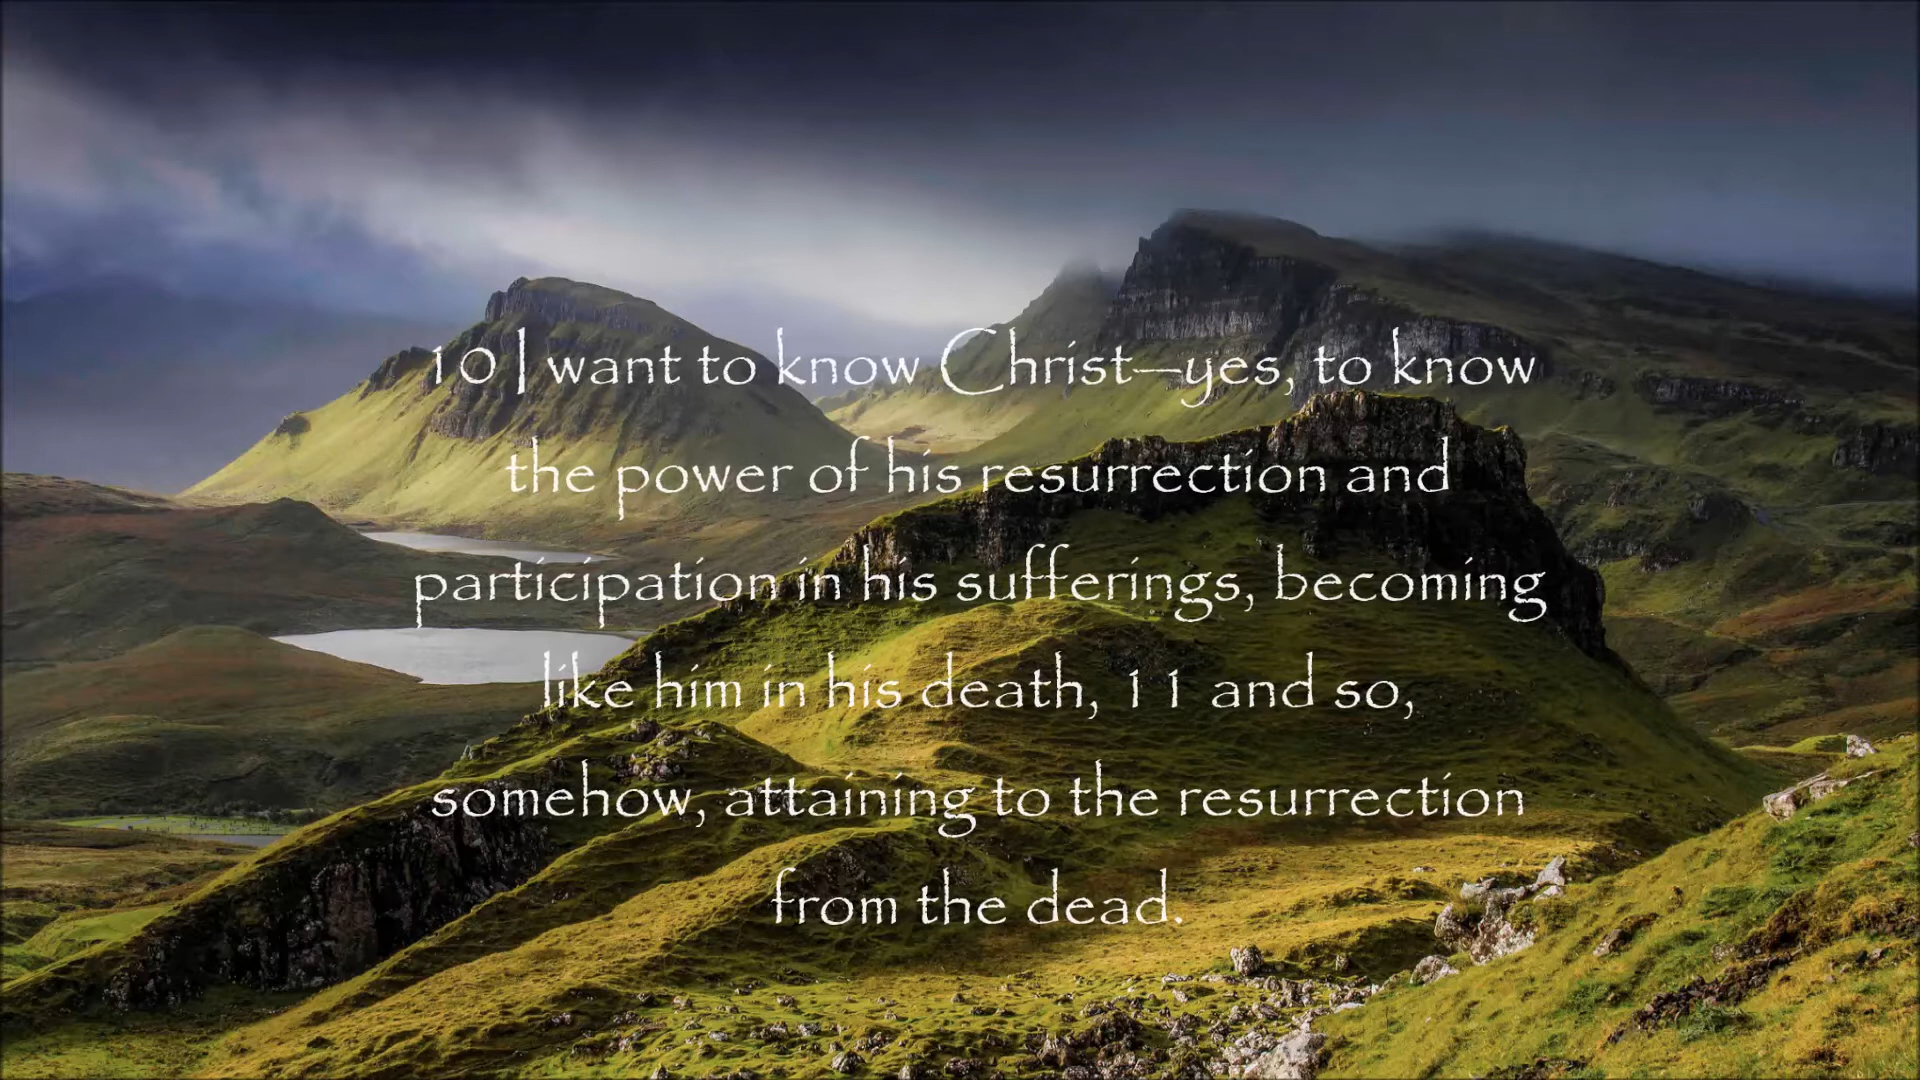 10 I want to know Christ—yes, to know
the power of his resurrection and
participation in his sufferings, becoming
like him in his death, 11 and so,
somehow, attaining to the resurrection
from the dead.